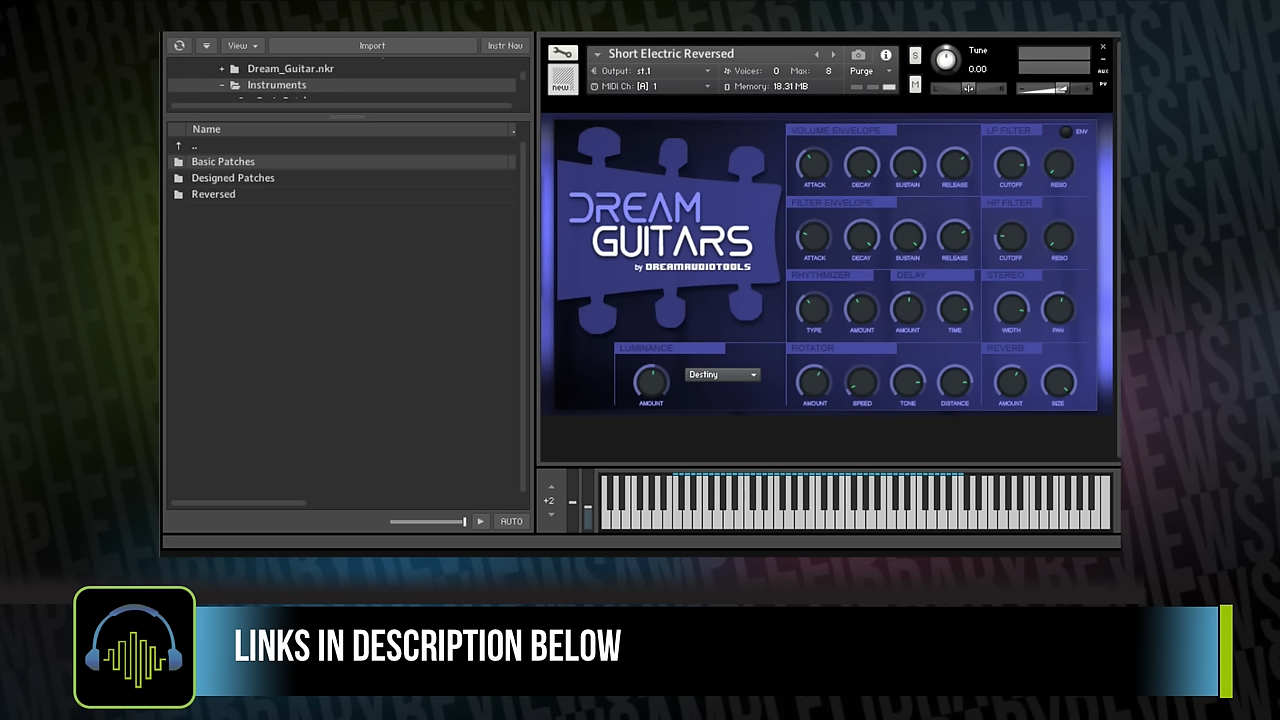 View
Import
Instr Nav
+ Dream_Guitar.nkr
- Instruments
Name
..
Basic Patches
Designed Patches
Reversed
AUTO
Short Electric Reversed
Output: st.1
Voices: 0 Max: 8
Purge
new
MIDI Ch: [A] 1
Memory: 18.31 MB
S
M
Tune
0.00
L
R
×
AUX
PV
DREAM
GUITARS
by DREAMAUDIOTOOLS
VOLUME ENVELOPE
LP FILTER
ENV
ATTACK DECAY SUSTAIN RELEASE CUTOFF RESO
FILTER ENVELOPE
HP FILTER
ATTACK DECAY SUSTAIN RELEASE CUTOFF RESO
RHYTHMIZER
DELAY
STEREO
TYPE AMOUNT AMOUNT TIME WIDTH PAN
LUMINANCE
ROTATOR
REVERB
Destiny
AMOUNT AMOUNT SPEED TONE DISTANCE AMOUNT SIZE
+2
LINKS IN DESCRIPTION BELOW